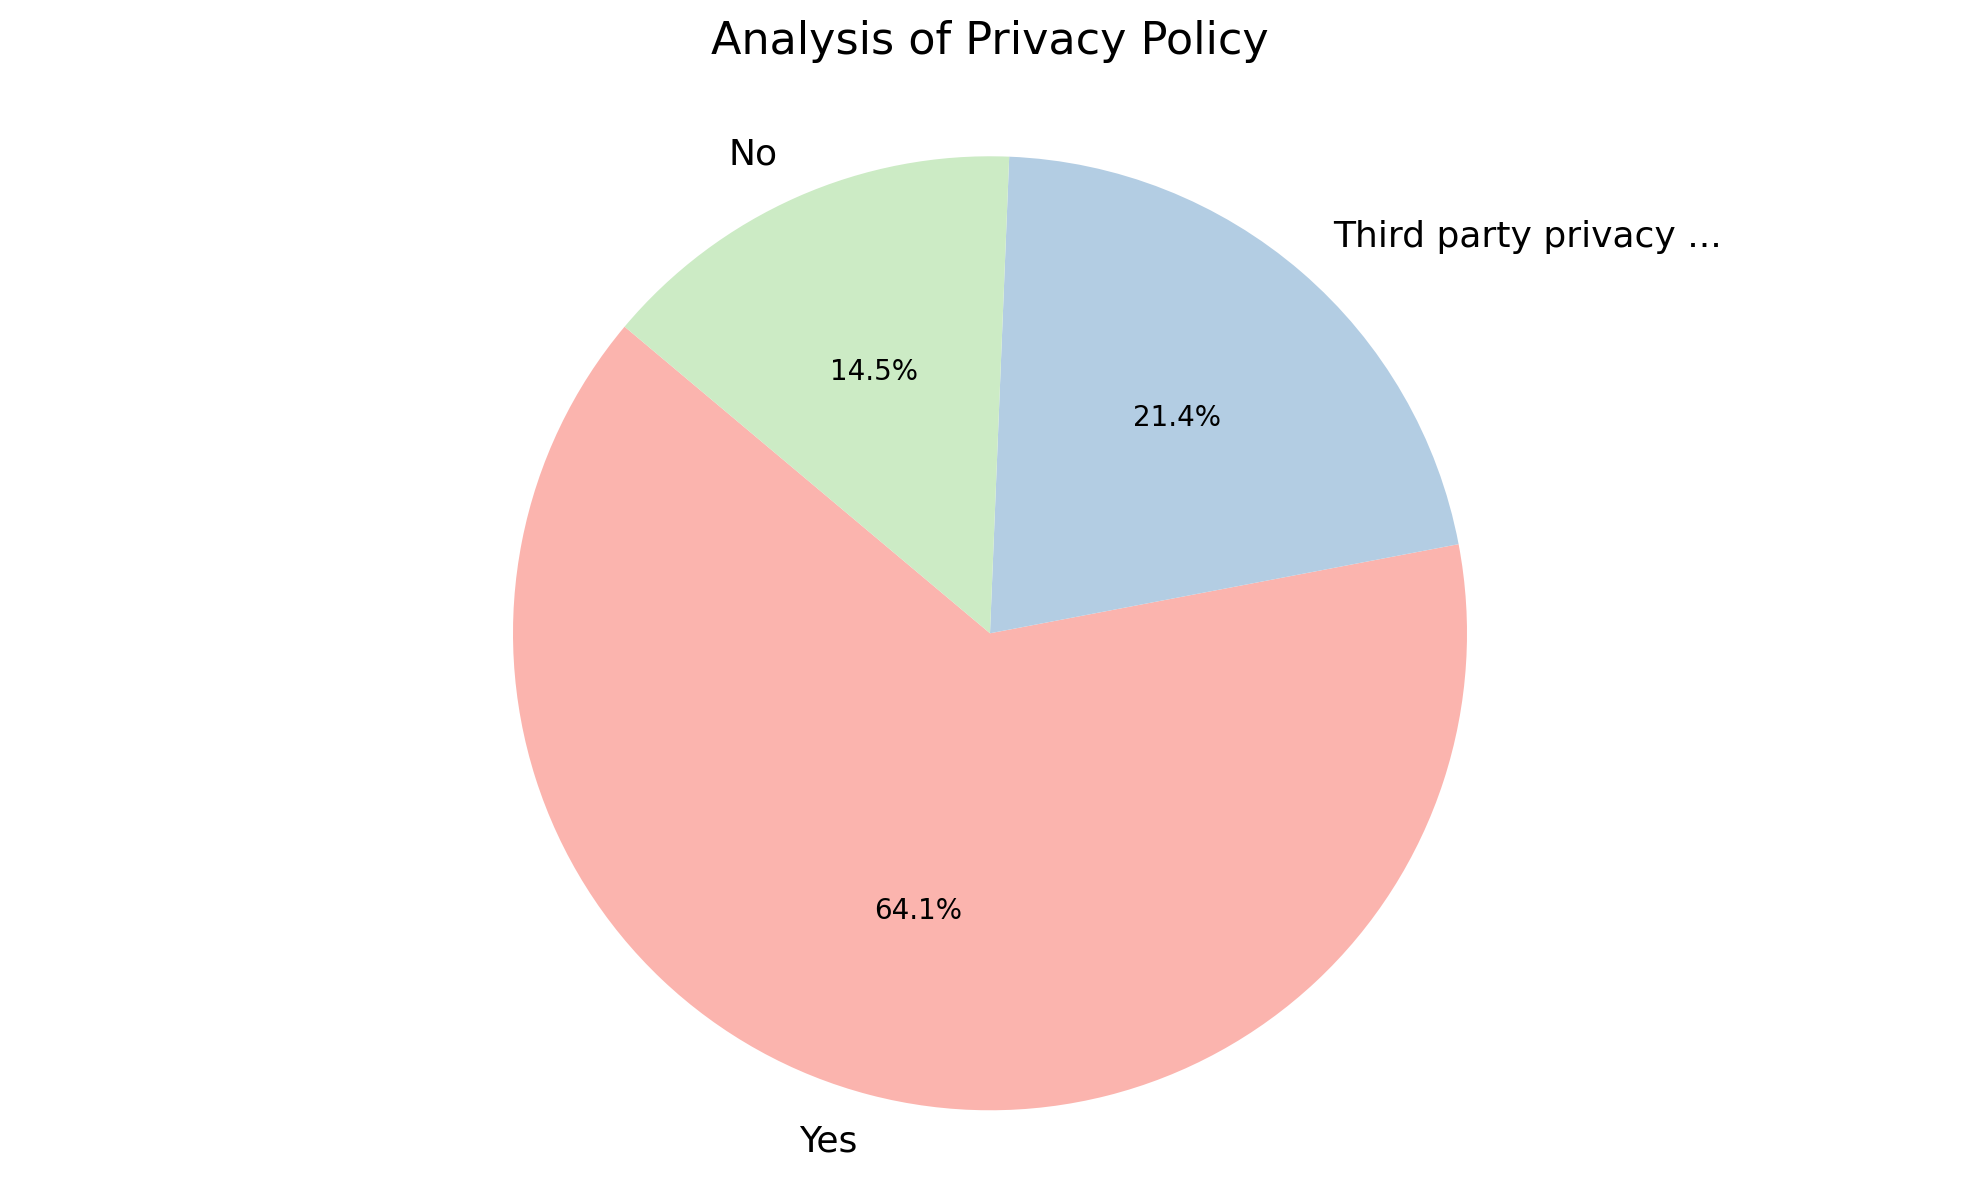 Analysis of Privacy Policy
No
Third party privacy ...
14.5%
21.4%
64.1%
Yes